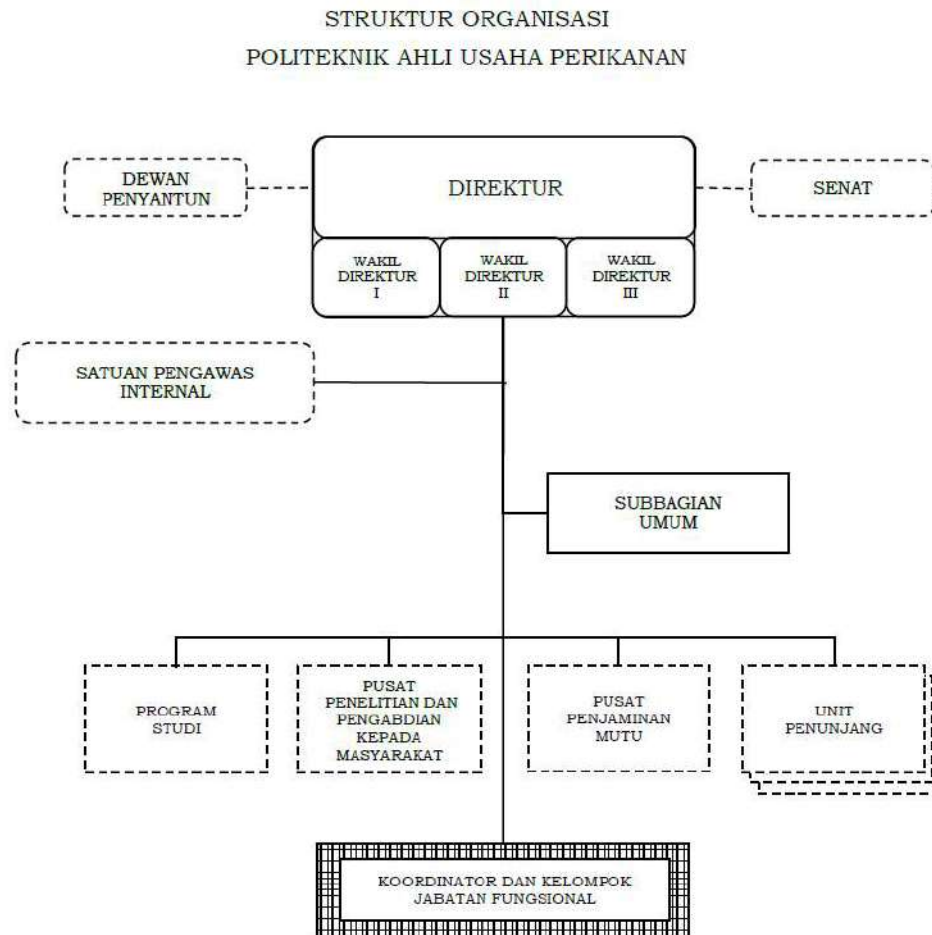 STRUKTUR ORGANISASI
POLITEKNIK AHLI USAHA PERIKANAN
DEWAN
PENYANTUN
DIREKTUR
SENAT
WAKIL
DIREKTUR
I
WAKIL
DIREKTUR
II
WAKIL
DIREKTUR
III
SATUAN PENGAWAS
INTERNAL
SUBBAGIAN
UMUM
PROGRAM
STUDI
PUSAT
PENELITIAN DAN
PENGABDIAN
KEPADA
MASYARAKAT
PUSAT
PENJAMINAN
MUTU
UNIT
PENUNJANG
KOORDINATOR DAN KELOMPOK
JABATAN FUNGSIONAL